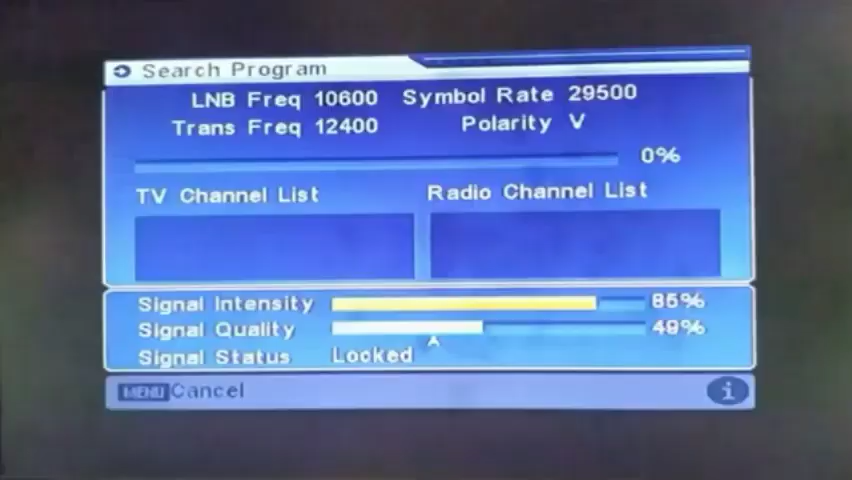 Search Program
LNB Freq 10600 Symbol Rate 29500
Trans Freq 12400 Polarity V
0%
TV Channel List Radio Channel List
Signal Intensity 85%
Signal Quality 49%
Signal Status Locked
MENU Cancel i